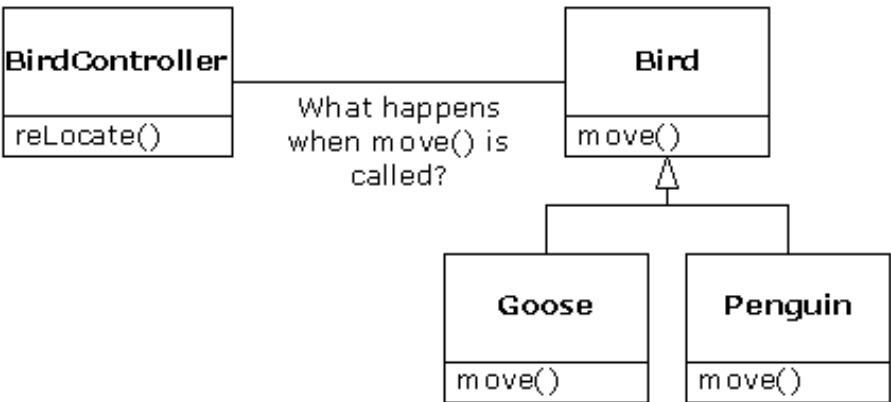 BirdController
reLocate()
What happens
when move() is
called?
Bird
move()
Goose
move()
Penguin
move()